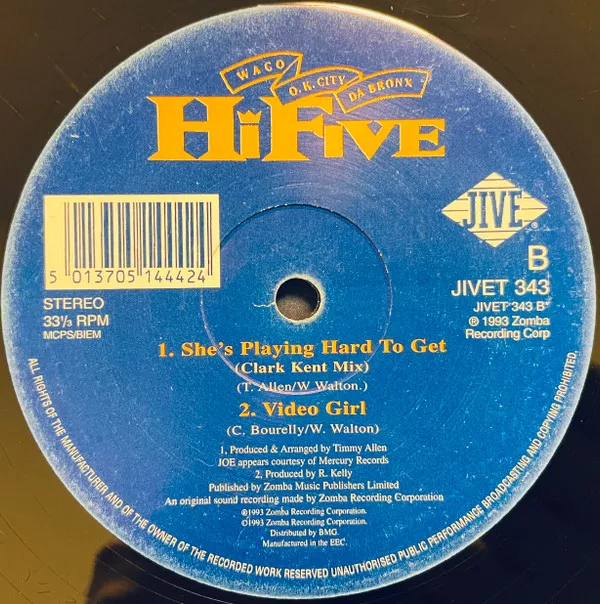 WACO
O.K. CITY
DA BRONX
HiFIVE
JIVE
®
5 013705 144424
STEREO
33⅓ RPM
MCPS/BIEM
B
JIVET 343
JIVET 343 B*
℗ 1993 Zomba
Recording Corp
1. She's Playing Hard To Get
(Clark Kent Mix)
(T. Allen/W Walton.)
2. Video Girl
(C. Bourelly/W. Walton)
1, Produced & Arranged by Timmy Allen
JOE appears courtesy of Mercury Records
2, Produced by R. Kelly
Published by Zomba Music Publishers Limited
An original sound recording made by Zomba Recording Corporation
℗1993 Zomba Recording Corporation.
©1993 Zomba Recording Corporation.
Distributed by BMG
Manufactured in the EEC.
ALL RIGHTS OF THE MANUFACTURER AND OF THE OWNER OF THE RECORDED WORK RESERVED UNAUTHORISED PUBLIC PERFORMANCE BROADCASTING AND COPYING PROHIBITED.